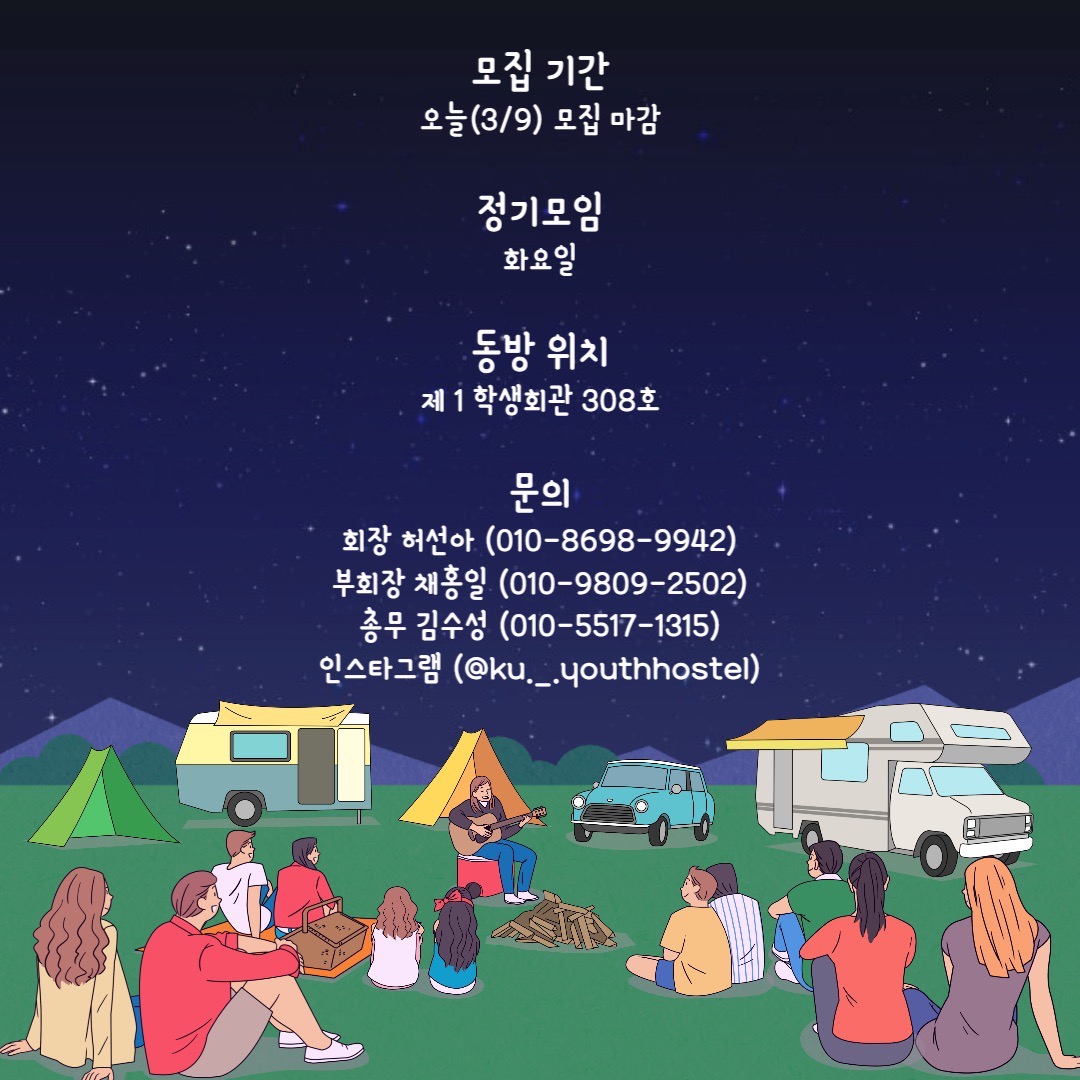 모집 기간
오늘(3/9) 모집 마감
정기모임
화요일
동방 위치
제 1 학생회관 308호
문의
회장 허선아 (010-8698-9942)
부회장 채홍일 (010-9809-2502)
총무 김수성 (010-5517-1315)
인스타그램 (@ku._.youthhostel)